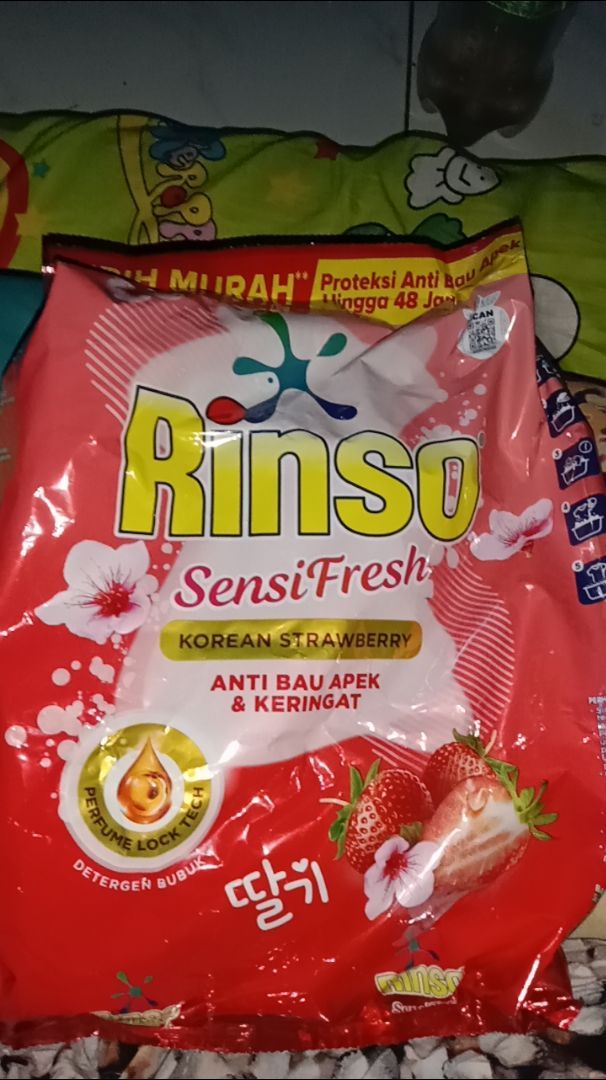 MURAH**
Proteksi Anti Bau Apek
Hingga 48 Jam
SCAN
Rinso
SensiFresh
KOREAN STRAWBERRY
ANTI BAU APEK
& KERINGAT
PERFUME LOCK TECH
DETERGEN BUBUK
딸기
Rinso